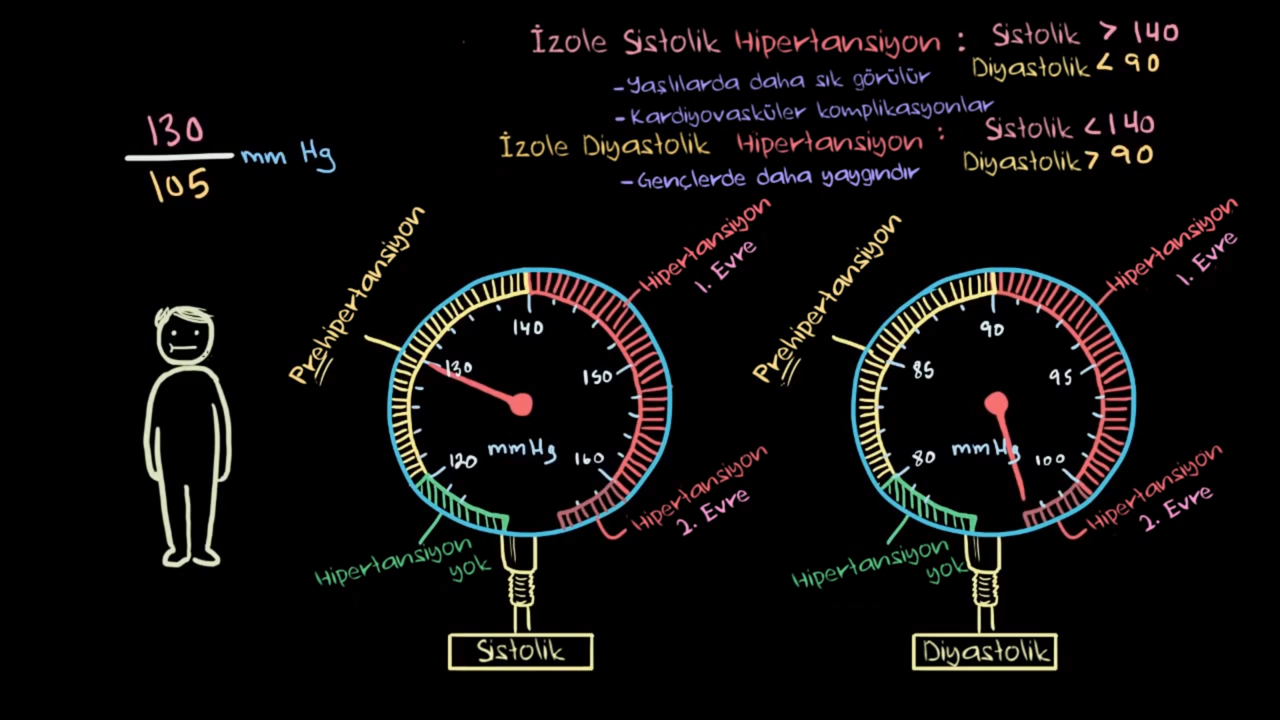 İzole Sistolik Hipertansiyon : Sistolik > 140
Diyastolik < 90
-Yaşlılarda daha sık görülür
-Kardiyovasküler komplikasyonlar
İzole Diyastolik Hipertansiyon : Sistolik < 140
Diyastolik > 90
-Gençlerde daha yaygındır
130
105
mm Hg
Prehipertansiyon
Hipertansiyon
1. Evre
140
130
150
120
160
mmHg
Hipertansiyon
2. Evre
Hipertansiyon
yok
Sistolik
Prehipertansiyon
Hipertansiyon
1. Evre
90
85
95
80
100
mmHg
Hipertansiyon
2. Evre
Hipertansiyon
yok
Diyastolik